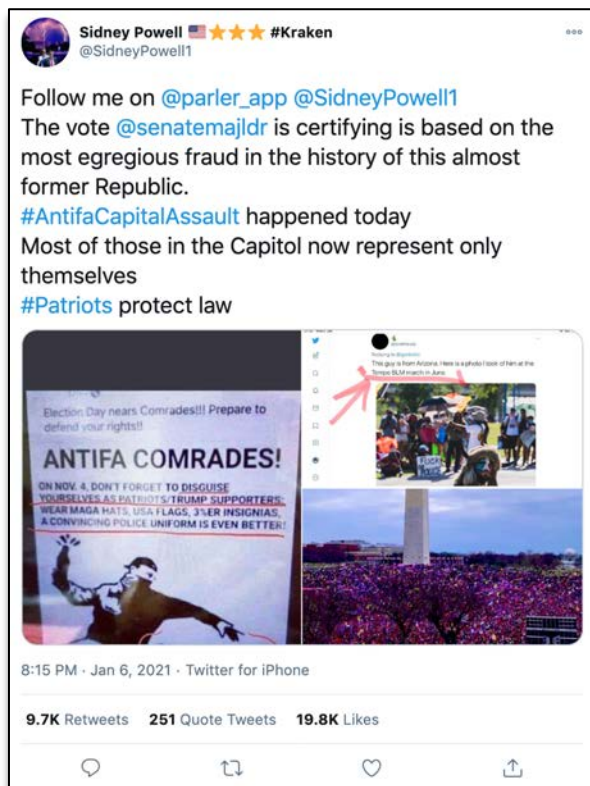 Sidney Powell 🇺🇸⭐⭐⭐ #Kraken
@SidneyPowell1
Follow me on @parler_app @SidneyPowell1
The vote @senatemajldr is certifying is based on the
most egregious fraud in the history of this almost
former Republic.
#AntifaCapitalAssault happened today
Most of those in the Capitol now represent only
themselves
#Patriots protect law
Election Day nears Comrades!!! Prepare to
defend your rights!!
ANTIFA COMRADES!
ON NOV. 4, DON'T FORGET TO DISGUISE
YOURSELVES AS PATRIOTS/TRUMP SUPPORTERS:
WEAR MAGA HATS, USA FLAGS, 3%ER INSIGNIAS,
A CONVINCING POLICE UNIFORM IS EVEN BETTER!
Replying to
This guy is from Arizona. Here is a photo I took of him at the
Tempe BLM march in June
8:15 PM · Jan 6, 2021 · Twitter for iPhone
9.7K Retweets 251 Quote Tweets 19.8K Likes